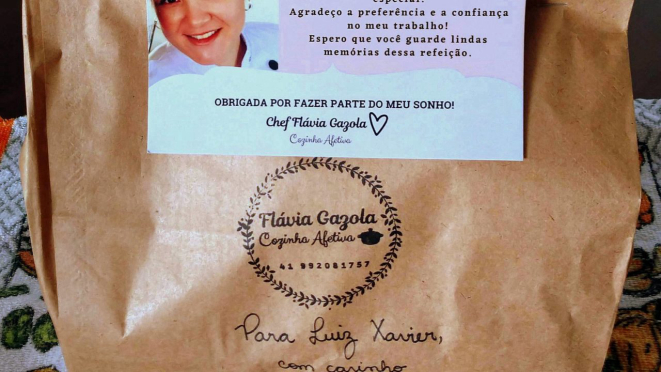 especial.
Agradeço a preferência e a confiança
no meu trabalho!
Espero que você guarde lindas
memórias dessa refeição.
OBRIGADA POR FAZER PARTE DO MEU SONHO!
Chef Flávia Gazola
Cozinha Afetiva
Flávia Gazola
Cozinha Afetiva
41 992081757
Para Luiz Xavier,
com carinho